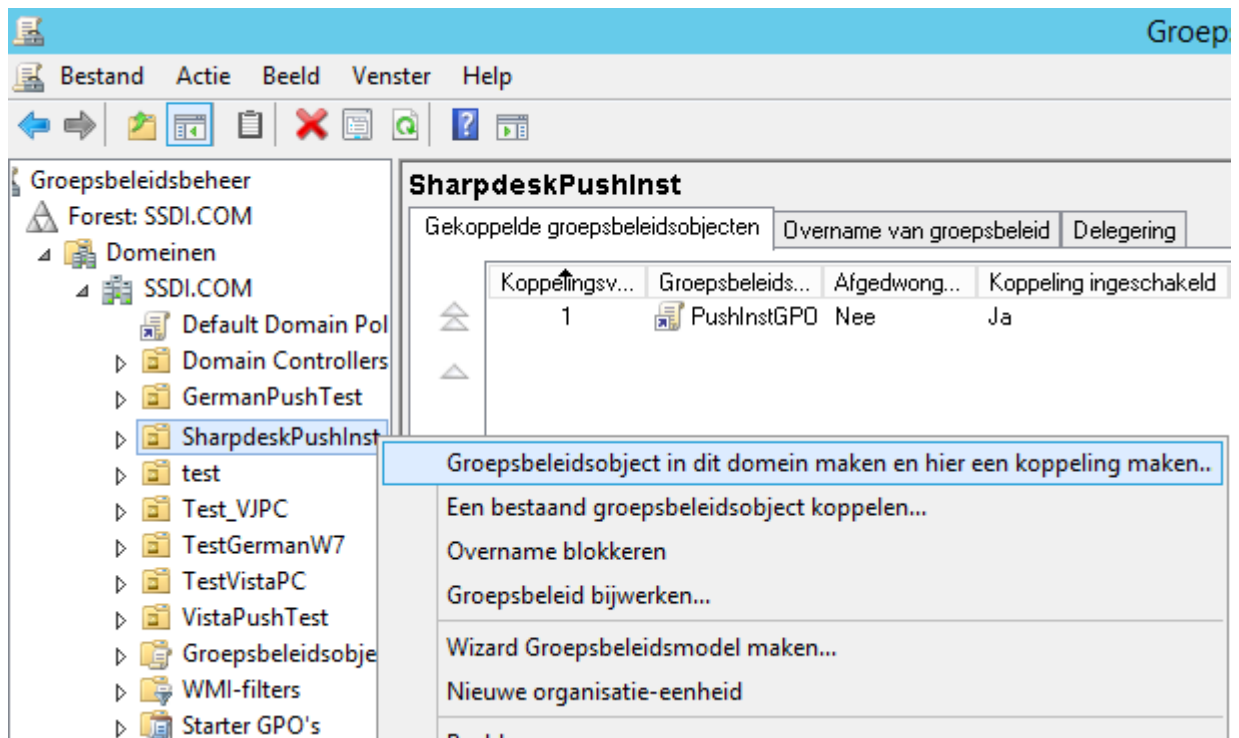 Groep
Bestand Actie Beeld Venster Help
Groepsbeleidsbeheer
Forest: SSDI.COM
Domeinen
SSDI.COM
Default Domain Pol
Domain Controllers
GermanPushTest
SharpdeskPushInst
test
Test_VJPC
TestGermanW7
TestVistaPC
VistaPushTest
Groepsbeleidsobje
WMI-filters
Starter GPO's
SharpdeskPushInst
Gekoppelde groepsbeleidsobjecten Overname van groepsbeleid Delegering
Koppelingsv... Groepsbeleids... Afgedwong... Koppeling ingeschakeld
1 PushInstGPO Nee Ja
Groepsbeleidsobject in dit domein maken en hier een koppeling maken..
Een bestaand groepsbeleidsobject koppelen...
Overname blokkeren
Groepsbeleid bijwerken...
Wizard Groepsbeleidsmodel maken...
Nieuwe organisatie-eenheid